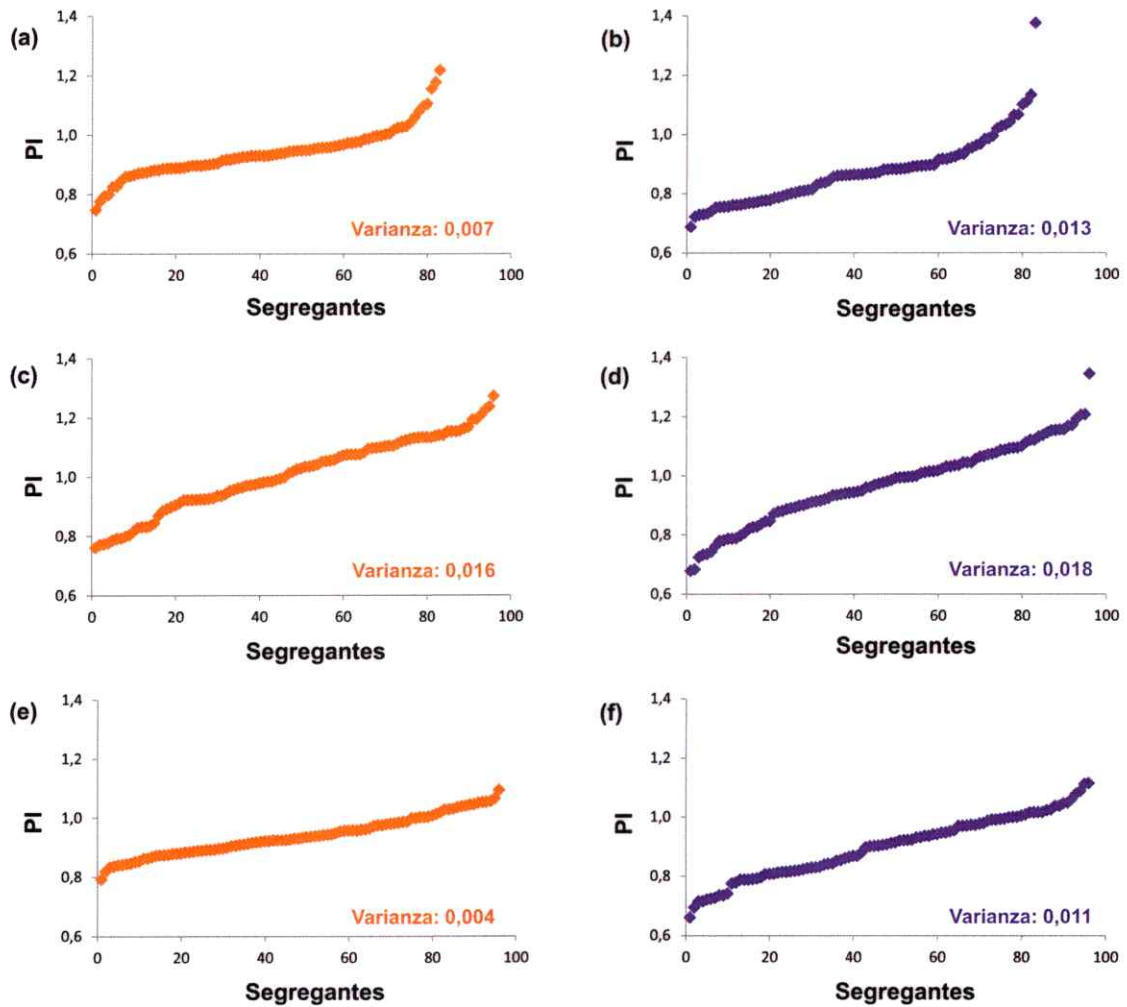 (a)
PI
1,4
1,2
1,0
0,8
0,6
0
20
40
60
80
100
Varianza: 0,007
Segregantes
(b)
PI
1,4
1,2
1,0
0,8
0,6
0
20
40
60
80
100
Varianza: 0,013
Segregantes
(c)
PI
1,4
1,2
1,0
0,8
0,6
0
20
40
60
80
100
Varianza: 0,016
Segregantes
(d)
PI
1,4
1,2
1,0
0,8
0,6
0
20
40
60
80
100
Varianza: 0,018
Segregantes
(e)
PI
1,4
1,2
1,0
0,8
0,6
0
20
40
60
80
100
Varianza: 0,004
Segregantes
(f)
PI
1,4
1,2
1,0
0,8
0,6
0
20
40
60
80
100
Varianza: 0,011
Segregantes